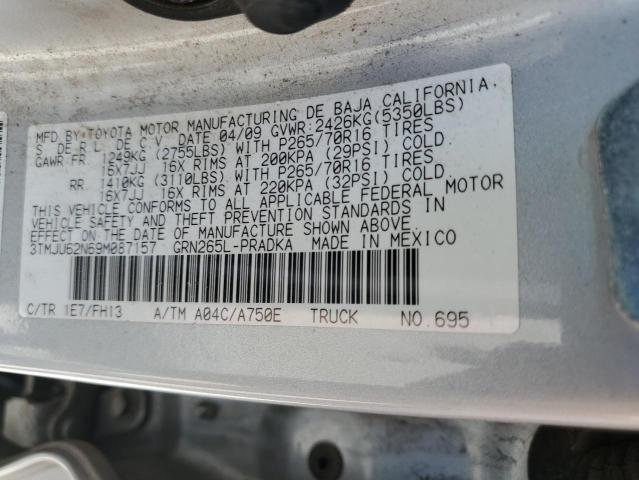 MFD BY: TOYOTA MOTOR MANUFACTURING DE BAJA CALIFORNIA,
S. DE R.L. DE C.V. DATE 04/09 GVWR:2426KG(5350LBS)
GAWR FR 1249KG (2755LBS) WITH P265/70R16 TIRES
16X7JJ 16X RIMS AT 200KPA (29PSI) COLD.
RR 1410KG (3110LBS) WITH P265/70R16 TIRES
16X7JJ 16X RIMS AT 220KPA (32PSI) COLD.
THIS VEHICLE CONFORMS TO ALL APPLICABLE FEDERAL MOTOR
VEHICLE SAFETY AND THEFT PREVENTION STANDARDS IN
EFFECT ON THE DATE OF MANUFACTURE SHOWN ABOVE.
3TMJU62N69M087157 GRN265L-PRADKA MADE IN MEXICO
C/TR 1E7/FH13 A/TM A04C/A750E TRUCK NO.695